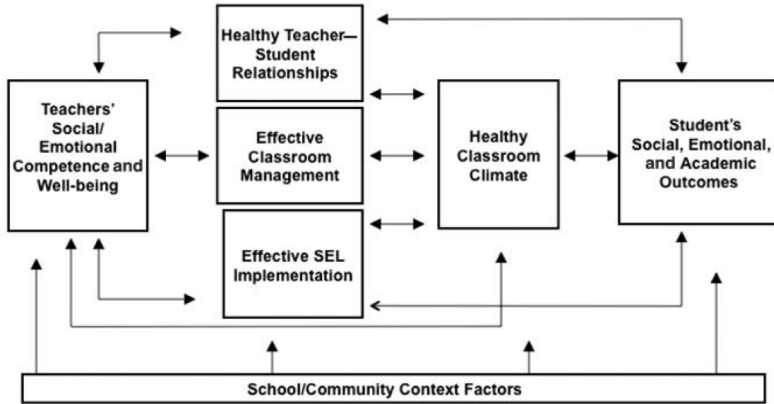 Healthy Teacher—
Student
Relationships
Teachers'
Social/
Emotional
Competence and
Well-being
Effective
Classroom
Management
Healthy
Classroom
Climate
Student's
Social, Emotional,
and Academic
Outcomes
Effective SEL
Implementation
School/Community Context Factors